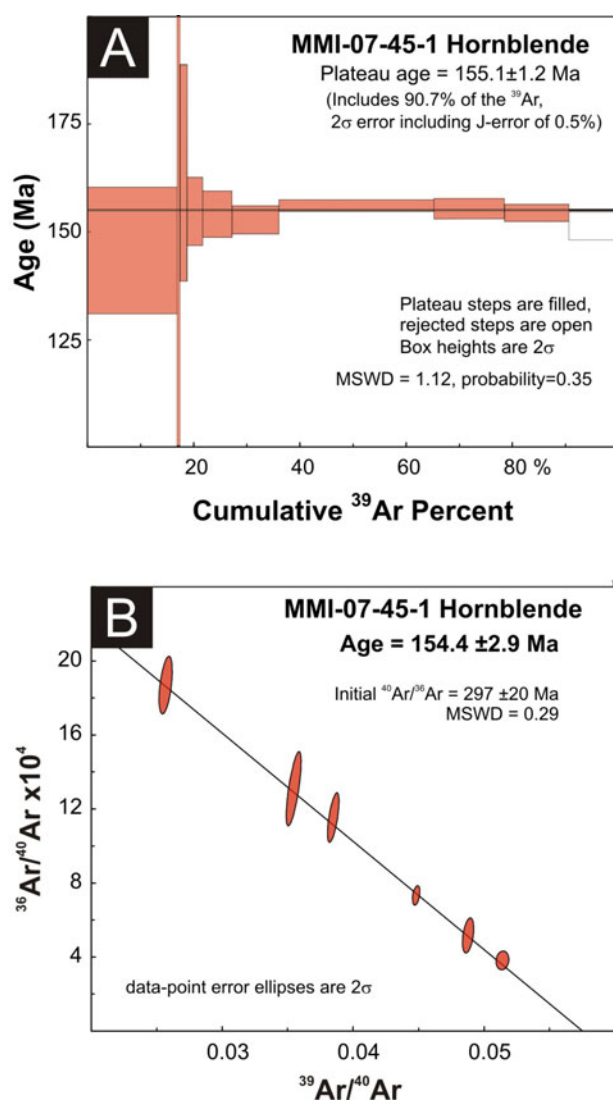 A
MMI-07-45-1 Hornblende
Plateau age = 155.1±1.2 Ma
(Includes 90.7% of the ³⁹Ar,
2σ error including J-error of 0.5%)
175
150
125
Age (Ma)
Plateau steps are filled,
rejected steps are open
Box heights are 2σ
MSWD = 1.12, probability=0.35
20 40 60 80 %
Cumulative ³⁹Ar Percent
B
MMI-07-45-1 Hornblende
Age = 154.4 ±2.9 Ma
Initial ⁴⁰Ar/³⁶Ar = 297 ±20 Ma
MSWD = 0.29
20
16
12
8
4
³⁶Ar/⁴⁰Ar x10⁴
data-point error ellipses are 2σ
0.03 0.04 0.05
³⁹Ar/⁴⁰Ar